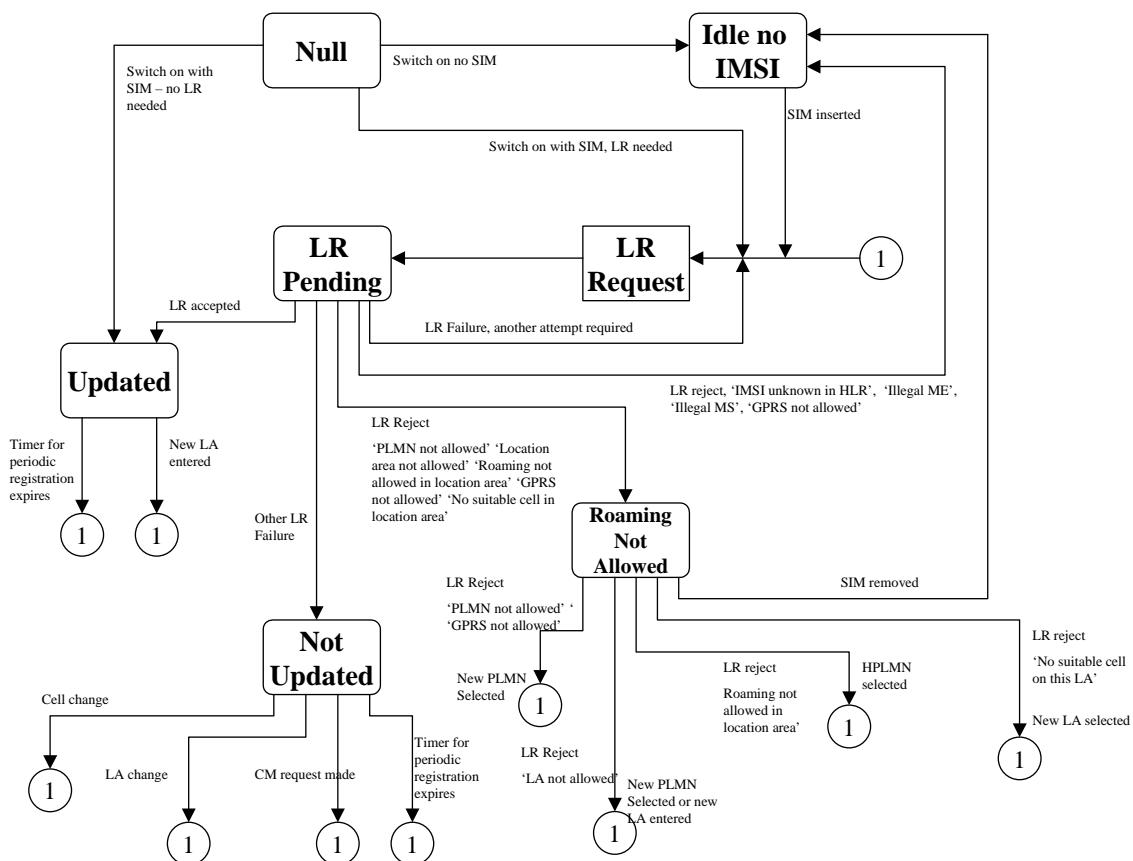 Null
Idle no
IMSI
Switch on with
SIM – no LR
needed
Switch on no SIM
SIM inserted
Switch on with SIM, LR needed
LR
Pending
LR
Request
1
LR accepted
LR Failure, another attempt required
Updated
LR reject, ‘IMSI unknown in HLR’, ‘Illegal ME’,
‘Illegal MS’, ‘GPRS not allowed’
LR Reject
‘PLMN not allowed’ ‘Location
area not allowed’ ‘Roaming not
allowed in location area’ ‘GPRS
not allowed’ ‘No suitable cell in
location area’
Timer for
periodic
registration
expires
New LA
entered
1
1
Other LR
Failure
Roaming
Not
Allowed
LR Reject
‘PLMN not allowed’ ‘
‘GPRS not allowed’
SIM removed
Not
Updated
New PLMN
Selected
1
LR reject
Roaming not
allowed in
location area’
HPLMN
selected
1
LR reject
‘No suitable cell
on this LA’
New LA selected
1
Cell change
1
LA change
1
CM request made
1
Timer for
periodic
registration
expires
1
LR Reject
‘LA not allowed’
New PLMN
Selected or new
LA entered
1